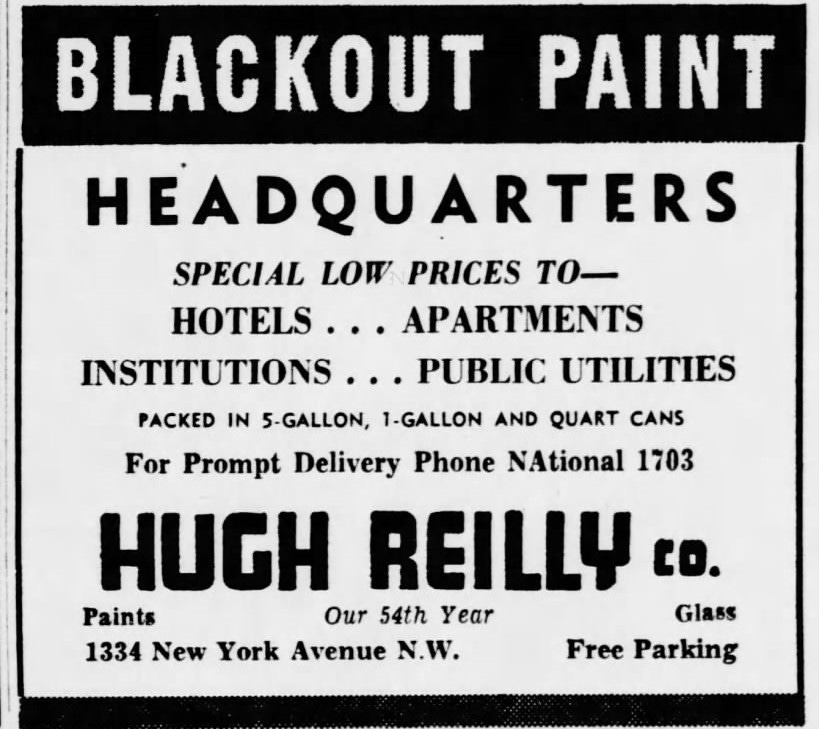 BLACKOUT PAINT
HEADQUARTERS
SPECIAL LOW PRICES TO—
HOTELS . . . APARTMENTS
INSTITUTIONS . . . PUBLIC UTILITIES
PACKED IN 5-GALLON, 1-GALLON AND QUART CANS
For Prompt Delivery Phone NAtional 1703
HUGH REILLY CO.
Paints Our 54th Year Glass
1334 New York Avenue N.W. Free Parking